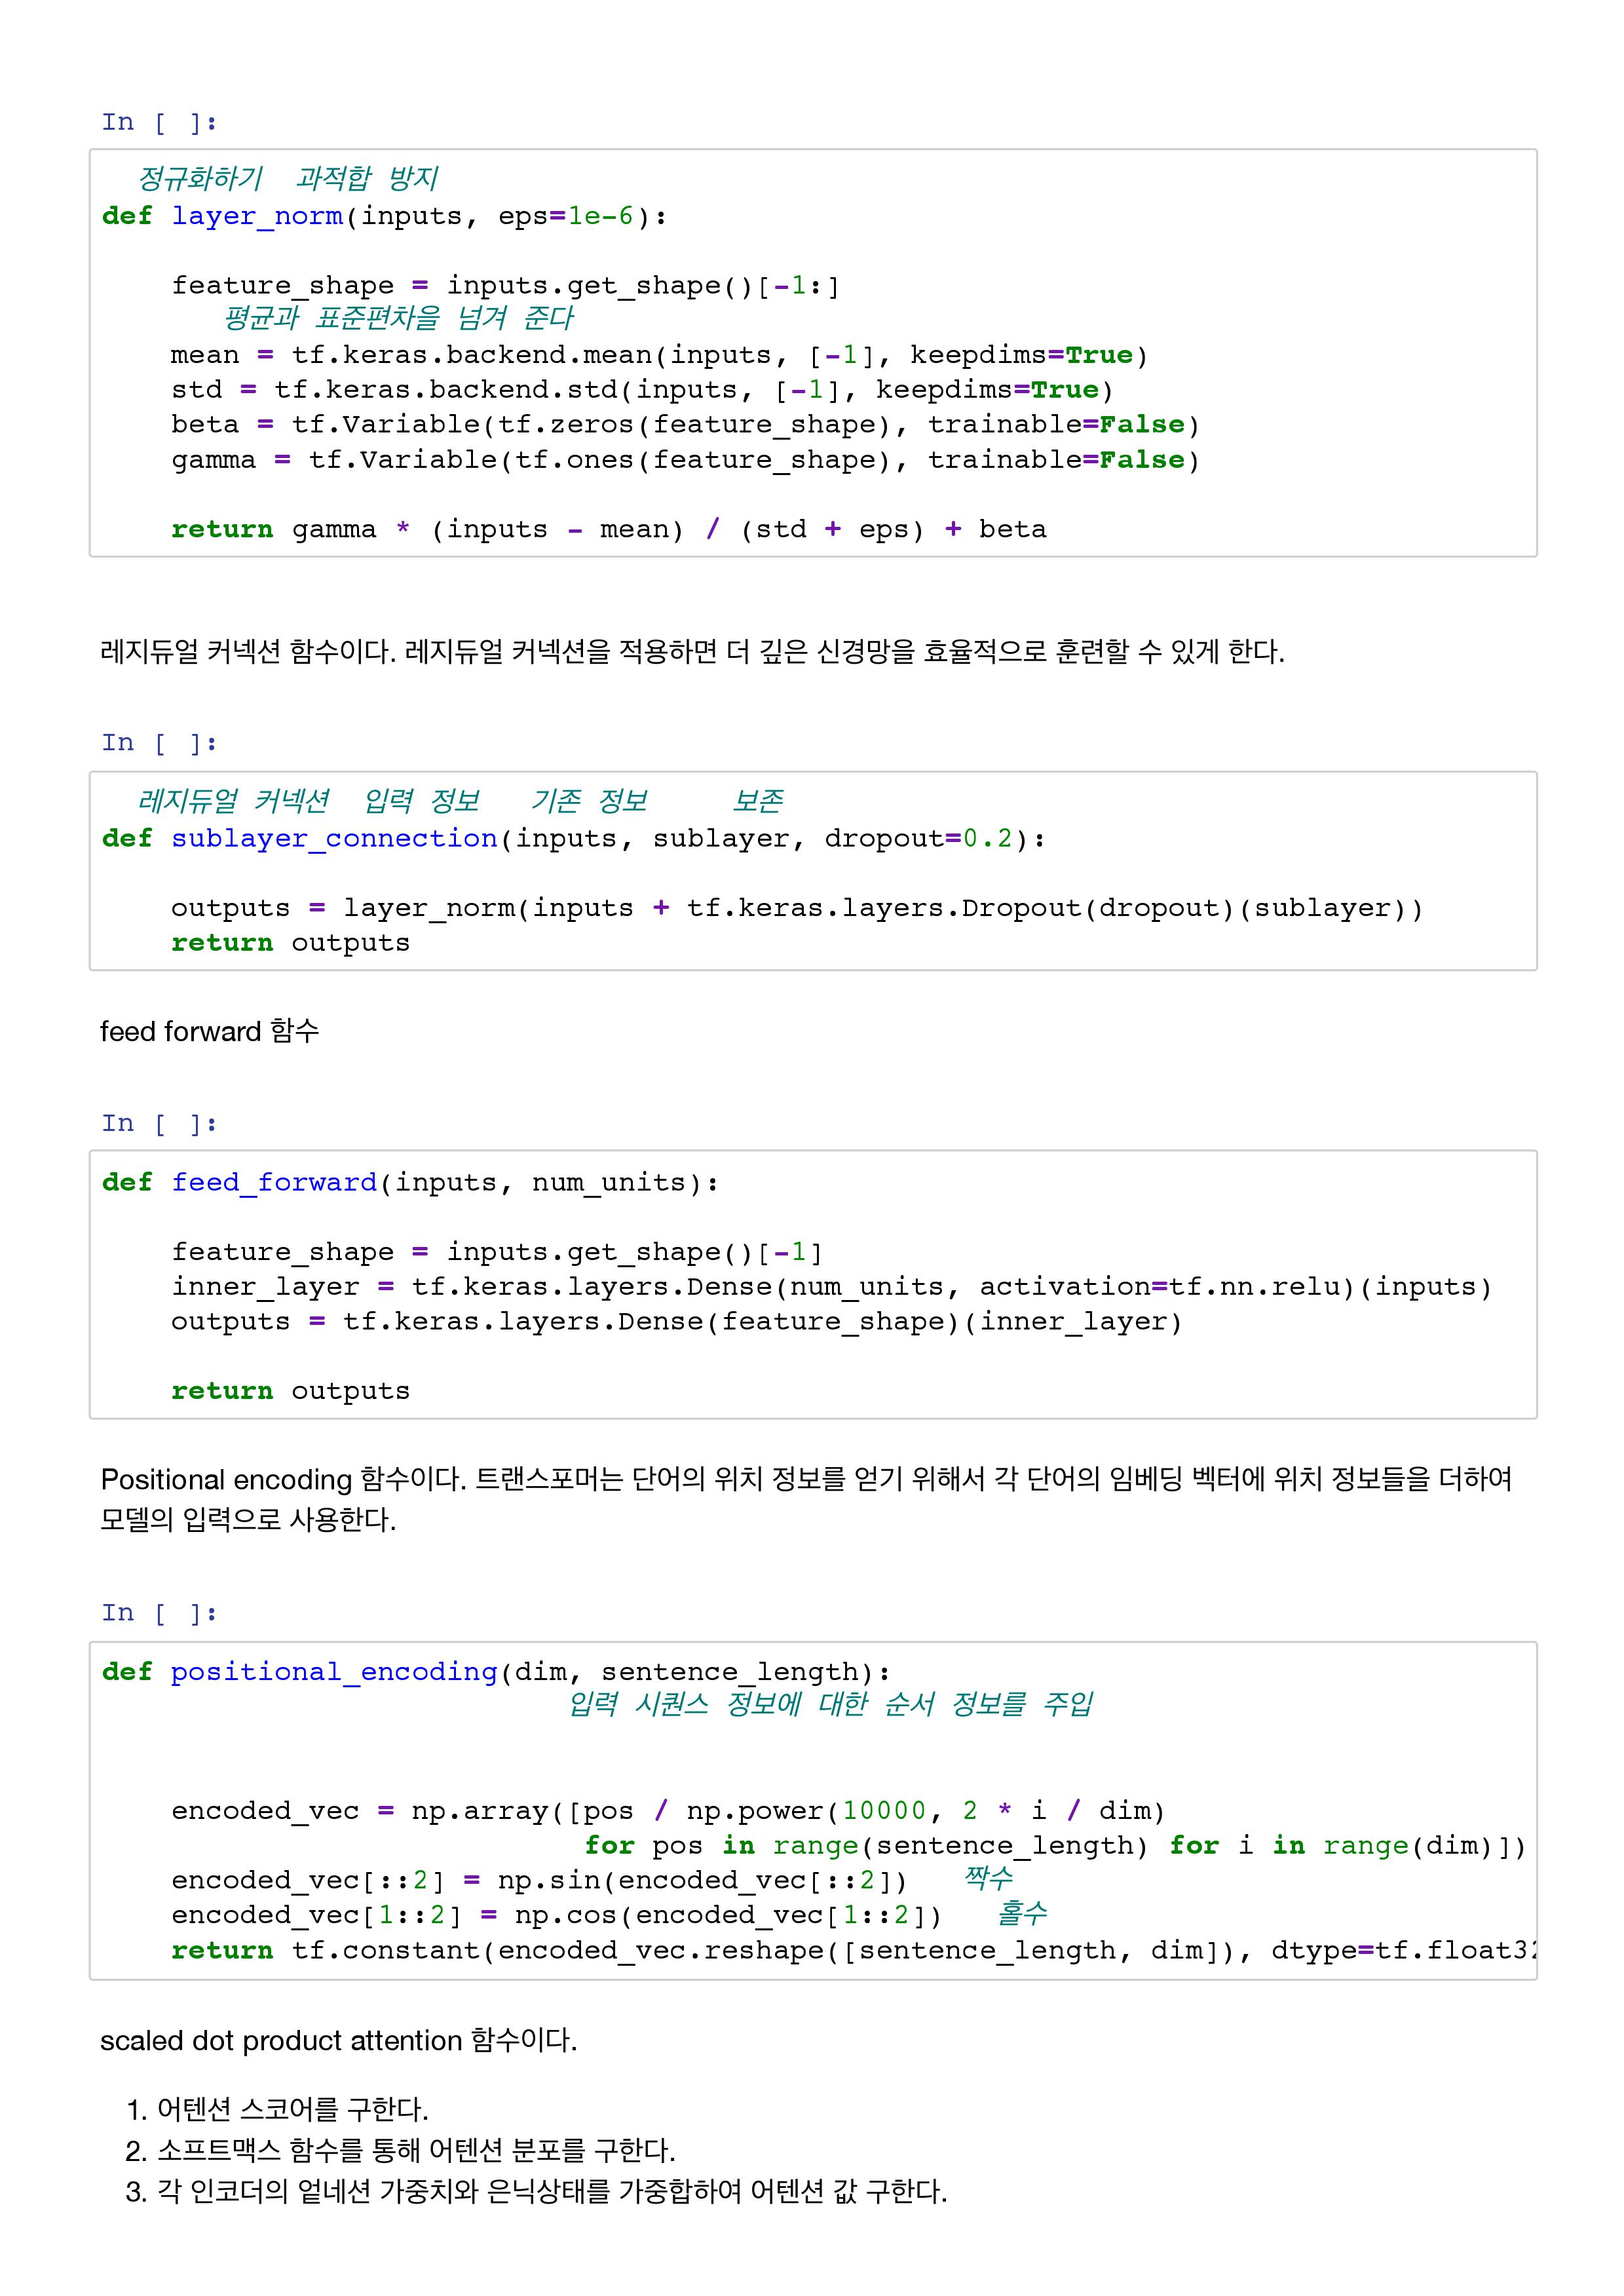 In [ ]:
정규화하기 과적합 방지
def layer_norm(inputs, eps=1e-6):
feature_shape = inputs.get_shape()[-1:]
평균과 표준편차을 넘겨 준다
mean = tf.keras.backend.mean(inputs, [-1], keepdims=True)
std = tf.keras.backend.std(inputs, [-1], keepdims=True)
beta = tf.Variable(tf.zeros(feature_shape), trainable=False)
gamma = tf.Variable(tf.ones(feature_shape), trainable=False)
return gamma * (inputs - mean) / (std + eps) + beta
레지듀얼 커넥션 함수이다. 레지듀얼 커넥션을 적용하면 더 깊은 신경망을 효율적으로 훈련할 수 있게 한다.
In [ ]:
레지듀얼 커넥션 입력 정보 기존 정보 보존
def sublayer_connection(inputs, sublayer, dropout=0.2):
outputs = layer_norm(inputs + tf.keras.layers.Dropout(dropout)(sublayer))
return outputs
feed forward 함수
In [ ]:
def feed_forward(inputs, num_units):
feature_shape = inputs.get_shape()[-1]
inner_layer = tf.keras.layers.Dense(num_units, activation=tf.nn.relu)(inputs)
outputs = tf.keras.layers.Dense(feature_shape)(inner_layer)
return outputs
Positional encoding 함수이다. 트랜스포머는 단어의 위치 정보를 얻기 위해서 각 단어의 임베딩 벡터에 위치 정보들을 더하여
모델의 입력으로 사용한다.
In [ ]:
def positional_encoding(dim, sentence_length):
입력 시퀀스 정보에 대한 순서 정보를 주입
encoded_vec = np.array([pos / np.power(10000, 2 * i / dim)
for pos in range(sentence_length) for i in range(dim)])
encoded_vec[::2] = np.sin(encoded_vec[::2]) 짝수
encoded_vec[1::2] = np.cos(encoded_vec[1::2]) 홀수
return tf.constant(encoded_vec.reshape([sentence_length, dim]), dtype=tf.float32
scaled dot product attention 함수이다.
1. 어텐션 스코어를 구한다.
2. 소프트맥스 함수를 통해 어텐션 분포를 구한다.
3. 각 인코더의 엍네션 가중치와 은닉상태를 가중합하여 어텐션 값 구한다.